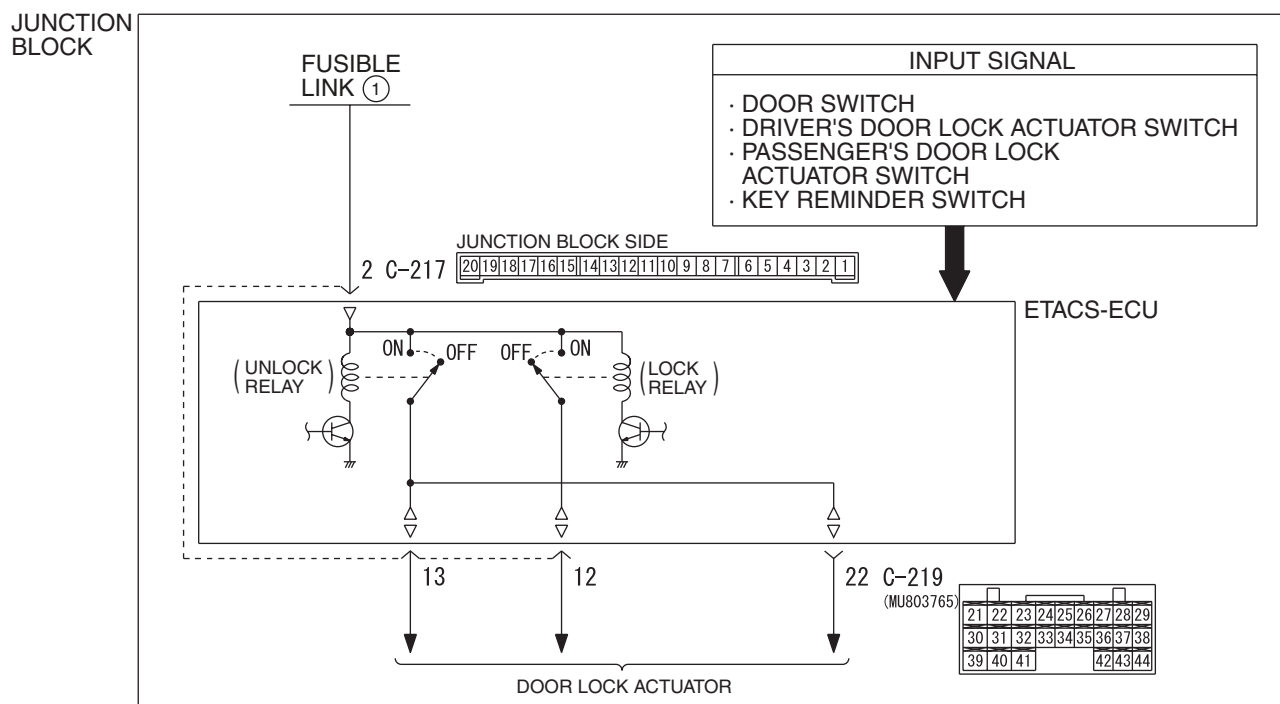 JUNCTION
BLOCK
FUSIBLE
LINK ①
INPUT SIGNAL
· DOOR SWITCH
· DRIVER'S DOOR LOCK ACTUATOR SWITCH
· PASSENGER'S DOOR LOCK
ACTUATOR SWITCH
· KEY REMINDER SWITCH
JUNCTION BLOCK SIDE
2 C-217
20 19 18 17 16 15 14 13 12 11 10 9 8 7 6 5 4 3 2 1
ETACS-ECU
ON OFF OFF ON
(UNLOCK
RELAY)
(LOCK
RELAY)
13 12 22 C-219
(MU803765)
21 22 23 24 25 26 27 28 29
30 31 32 33 34 35 36 37 38
39 40 41 42 43 44
DOOR LOCK ACTUATOR